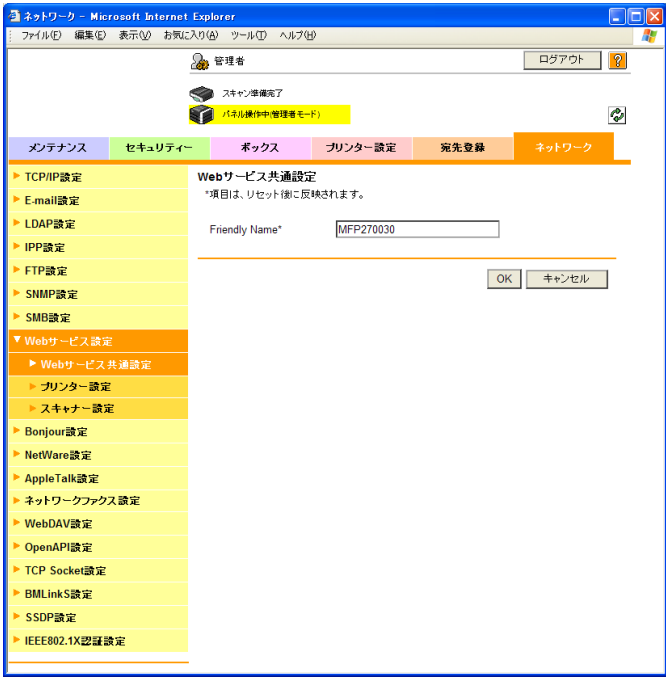 ネットワーク - Microsoft Internet Explorer
ファイル(F) 編集(E) 表示(V) お気に入り(A) ツール(T) ヘルプ(H)
管理者
ログアウト
?
スキャン準備完了
パネル操作中(管理者モード)
メンテナンス
セキュリティー
ボックス
プリンター設定
宛先登録
ネットワーク
TCP/IP設定
E-mail設定
LDAP設定
IPP設定
FTP設定
SNMP設定
SMB設定
Webサービス設定
Webサービス共通設定
プリンター設定
スキャナー設定
Bonjour設定
NetWare設定
AppleTalk設定
ネットワークファクス設定
WebDAV設定
OpenAPI設定
TCP Socket設定
BMLinkS設定
SSDP設定
IEEE802.1X認証設定
Webサービス共通設定
*項目は、リセット後に反映されます。
Friendly Name* MFP270030
OK キャンセル